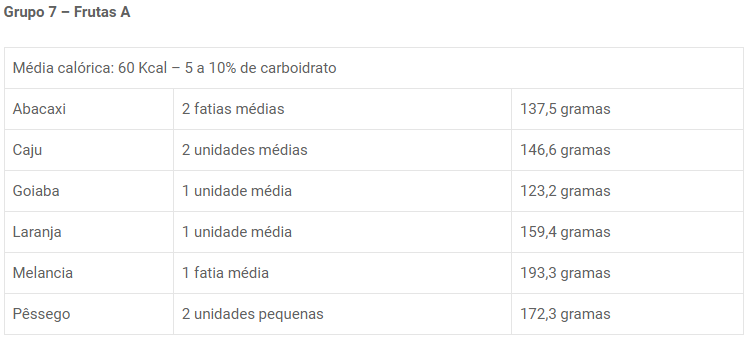 Grupo 7 – Frutas A
Média calórica: 60 Kcal – 5 a 10% de carboidrato
Abacaxi 2 fatias médias 137,5 gramas
Caju 2 unidades médias 146,6 gramas
Goiaba 1 unidade média 123,2 gramas
Laranja 1 unidade média 159,4 gramas
Melancia 1 fatia média 193,3 gramas
Pêssego 2 unidades pequenas 172,3 gramas